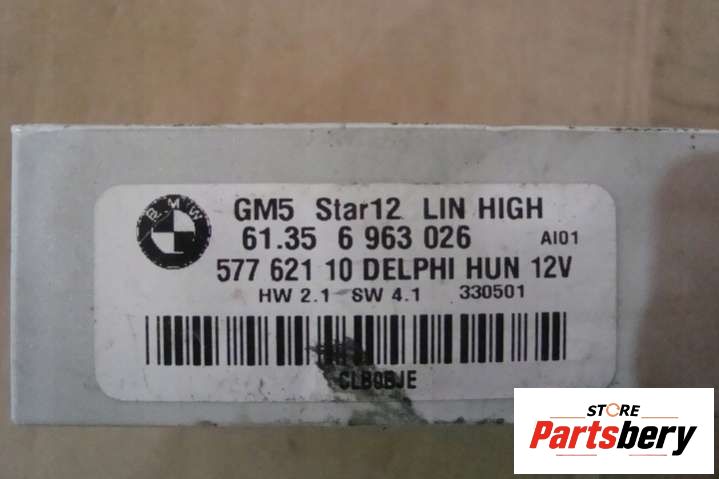 BMW
GM5 Star12 LIN HIGH
61.35 6 963 026 AI01
577 621 10 DELPHI HUN 12V
HW 2.1 SW 4.1 330501
CLB0BJE
STORE
Partsbery